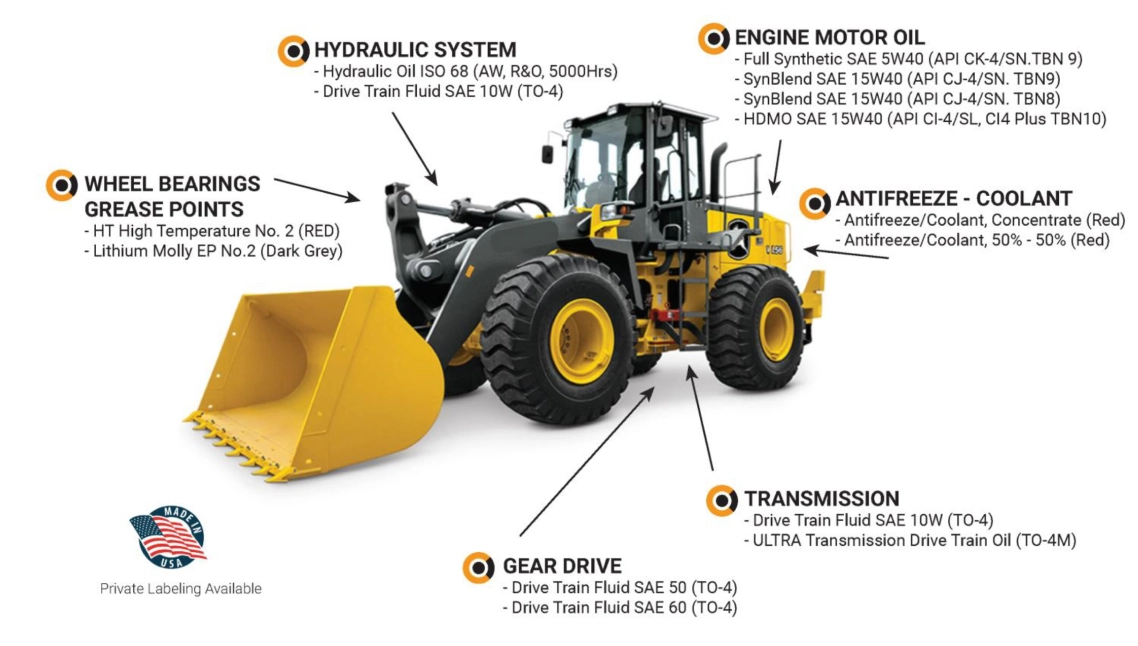 HYDRAULIC SYSTEM
- Hydraulic Oil ISO 68 (AW, R&O, 5000Hrs)
- Drive Train Fluid SAE 10W (TO-4)
ENGINE MOTOR OIL
- Full Synthetic SAE 5W40 (API CK-4/SN.TBN 9)
- SynBlend SAE 15W40 (API CJ-4/SN. TBN9)
- SynBlend SAE 15W40 (API CJ-4/SN. TBN8)
- HDMO SAE 15W40 (API CI-4/SL, CI4 Plus TBN10)
WHEEL BEARINGS
GREASE POINTS
- HT High Temperature No. 2 (RED)
- Lithium Molly EP No.2 (Dark Grey)
ANTIFREEZE - COOLANT
- Antifreeze/Coolant, Concentrate (Red)
- Antifreeze/Coolant, 50% - 50% (Red)
TRANSMISSION
- Drive Train Fluid SAE 10W (TO-4)
- ULTRA Transmission Drive Train Oil (TO-4M)
GEAR DRIVE
- Drive Train Fluid SAE 50 (TO-4)
- Drive Train Fluid SAE 60 (TO-4)
MADE IN
USA
Private Labeling Available